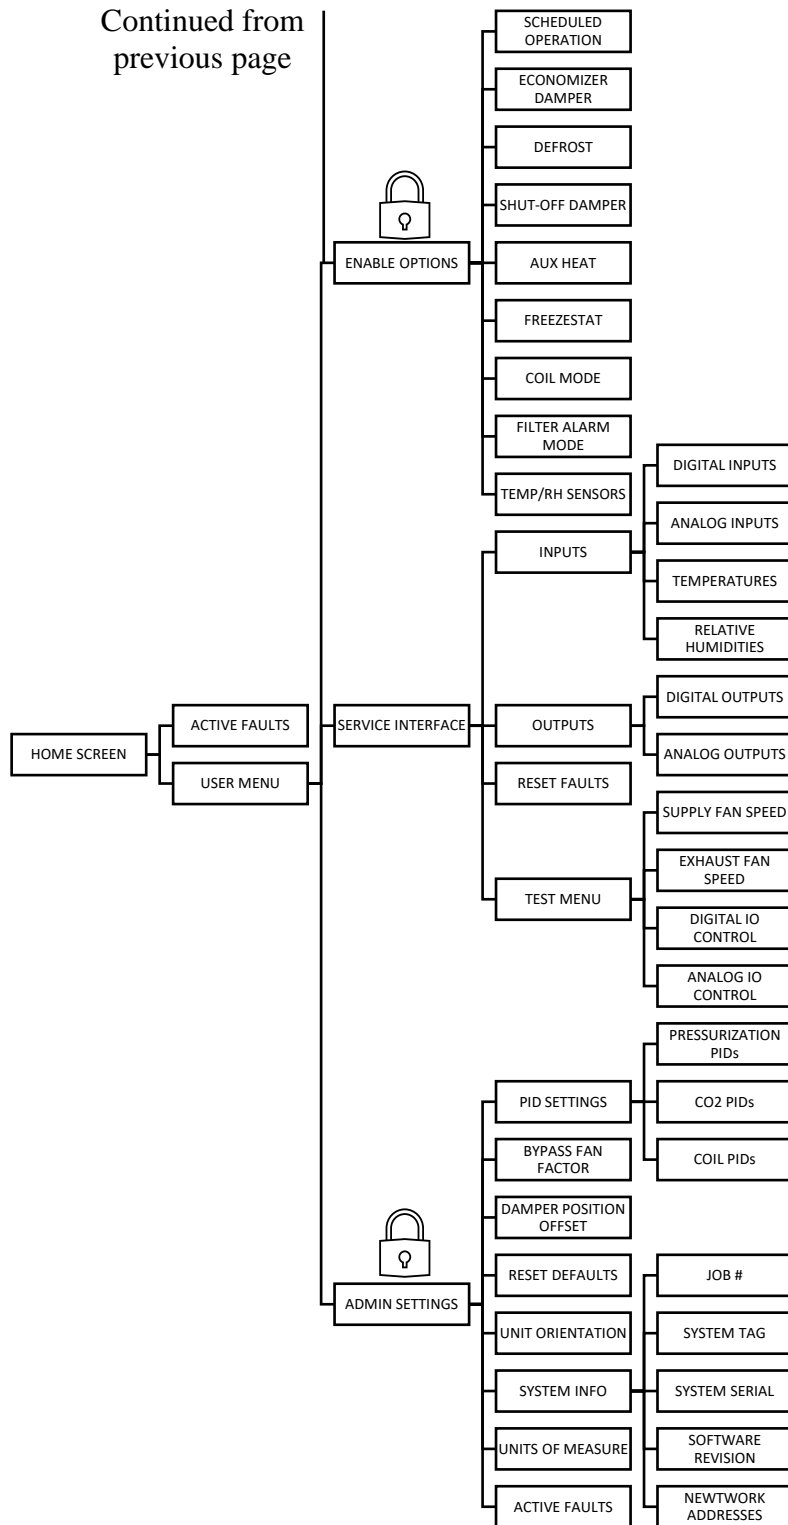 Continued from
previous page
SCHEDULED
OPERATION
ECONOMIZER
DAMPER
DEFROST
SHUT-OFF DAMPER
ENABLE OPTIONS
AUX HEAT
FREEZESTAT
COIL MODE
FILTER ALARM
MODE
TEMP/RH SENSORS
INPUTS
DIGITAL INPUTS
ANALOG INPUTS
TEMPERATURES
RELATIVE
HUMIDITIES
HOME SCREEN
ACTIVE FAULTS
USER MENU
SERVICE INTERFACE
OUTPUTS
DIGITAL OUTPUTS
ANALOG OUTPUTS
RESET FAULTS
TEST MENU
SUPPLY FAN SPEED
EXHAUST FAN
SPEED
DIGITAL IO
CONTROL
ANALOG IO
CONTROL
PID SETTINGS
PRESSURIZATION
PIDs
CO2 PIDs
COIL PIDs
BYPASS FAN
FACTOR
DAMPER POSITION
OFFSET
ADMIN SETTINGS
RESET DEFAULTS
UNIT ORIENTATION
SYSTEM INFO
JOB #
SYSTEM TAG
SYSTEM SERIAL
SOFTWARE
REVISION
NEWTWORK
ADDRESSES
UNITS OF MEASURE
ACTIVE FAULTS